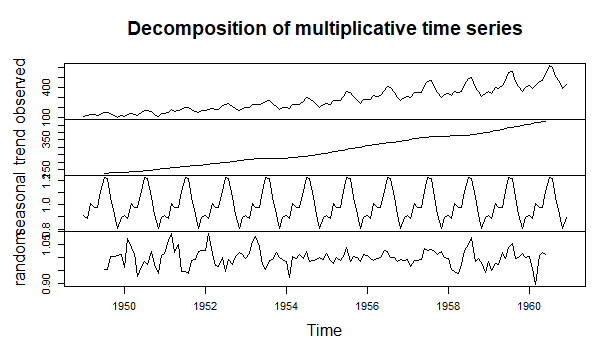 Decomposition of multiplicative time series
observed
100 400
trend
150 350
seasonal
0.8 1.0 1.2
random
0.90 1.05
1950 1952 1954 1956 1958 1960
Time